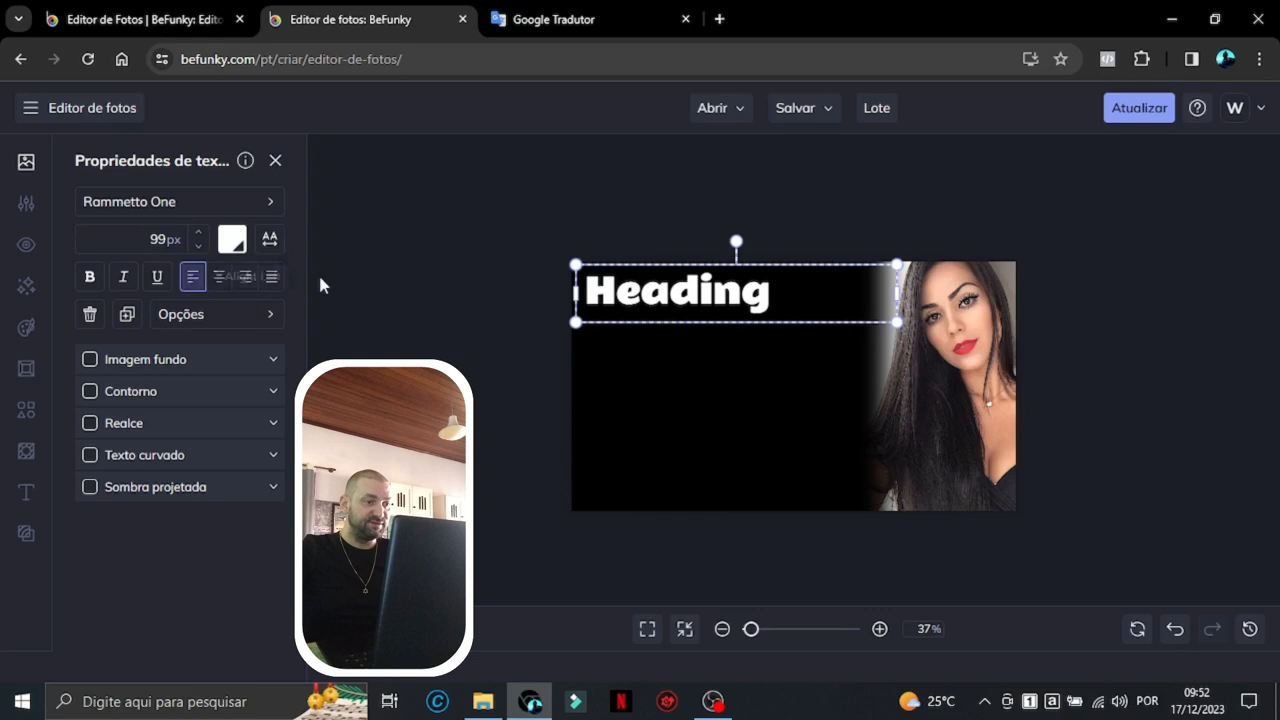 Editor de Fotos | BeFunky: Edito
Editor de fotos: BeFunky
Google Tradutor
befunky.com/pt/criar/editor-de-fotos/
Editor de fotos
Abrir
Salvar
Lote
Atualizar
W
Propriedades de tex...
Rammetto One
99px
AA
B
I
U
Opções
Imagem fundo
Contorno
Realce
Texto curvado
Sombra projetada
Heading
37%
Digite aqui para pesquisar
25°C
POR
09:52
17/12/2023